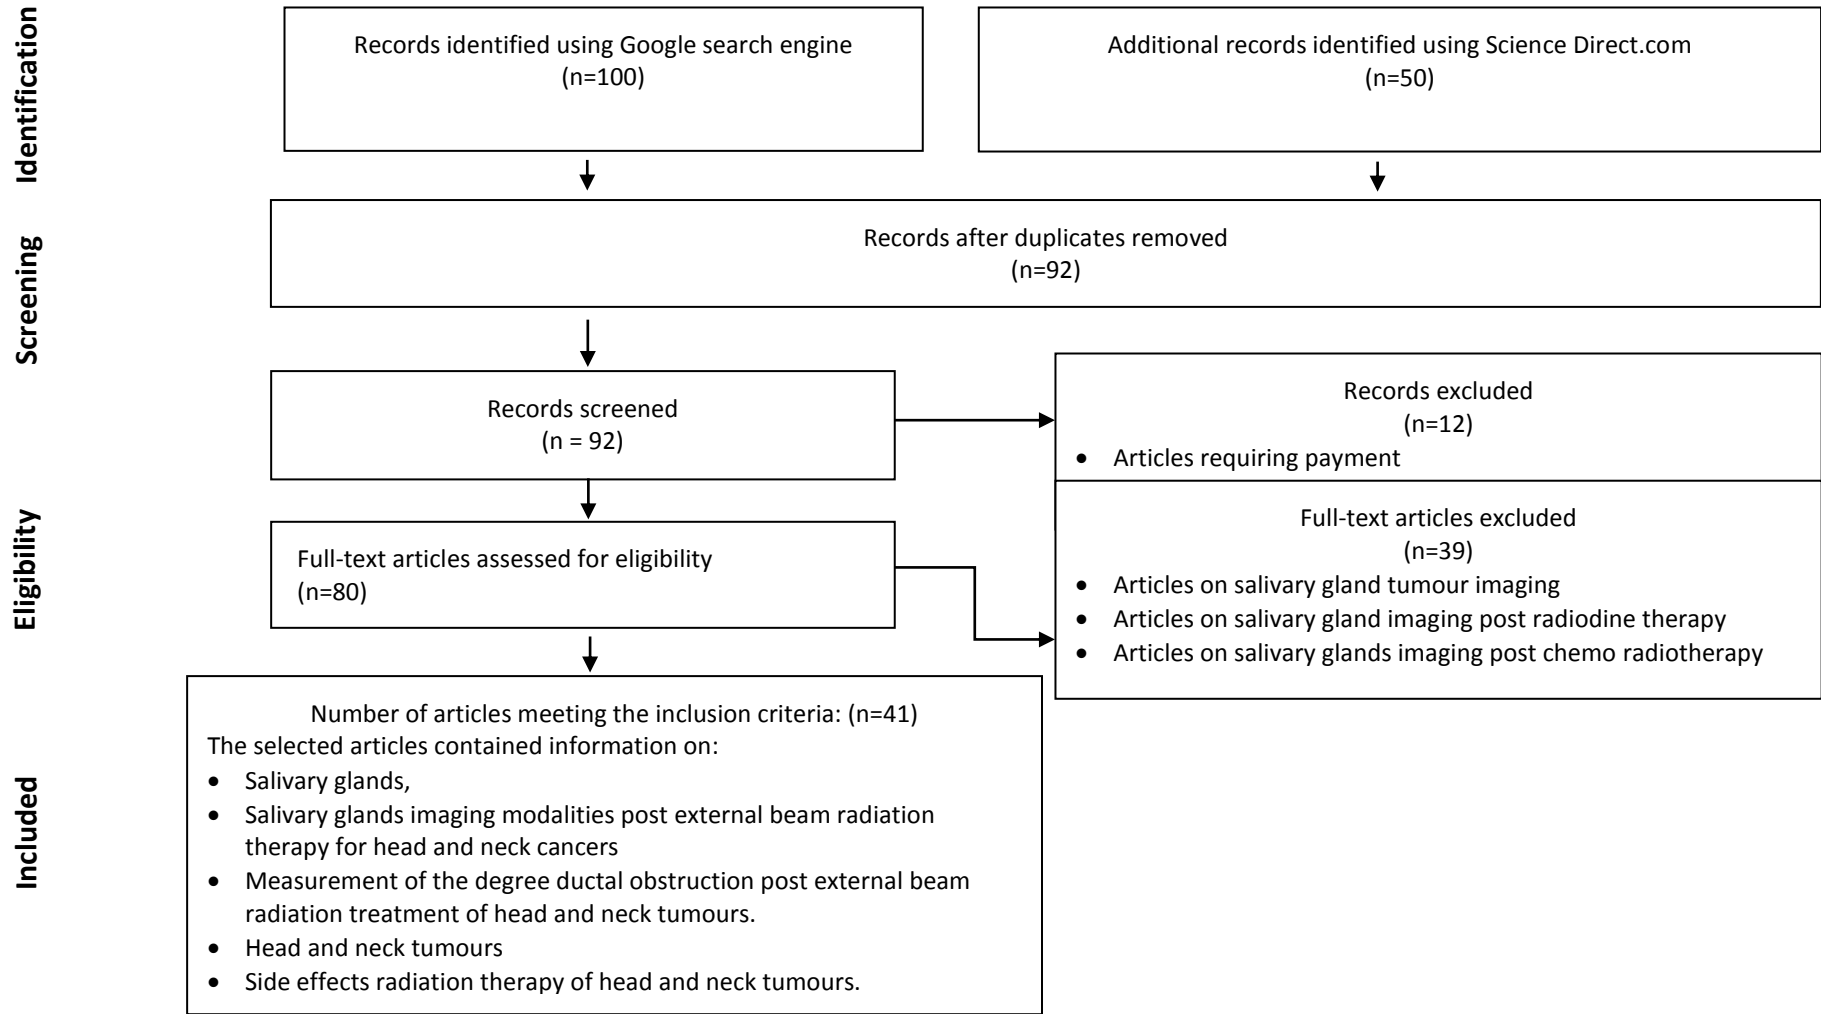 Identification
Records identified using Google search engine
(n=100)
Additional records identified using Science Direct.com
(n=50)
Screening
Records after duplicates removed
(n=92)
Records screened
(n = 92)
Records excluded
(n=12)
• Articles requiring payment
Eligibility
Full-text articles assessed for eligibility
(n=80)
Full-text articles excluded
(n=39)
• Articles on salivary gland tumour imaging
• Articles on salivary gland imaging post radiodine therapy
• Articles on salivary glands imaging post chemo radiotherapy
Included
Number of articles meeting the inclusion criteria: (n=41)
The selected articles contained information on:
• Salivary glands,
• Salivary glands imaging modalities post external beam radiation
therapy for head and neck cancers
• Measurement of the degree ductal obstruction post external beam
radiation treatment of head and neck tumours.
• Head and neck tumours
• Side effects radiation therapy of head and neck tumours.